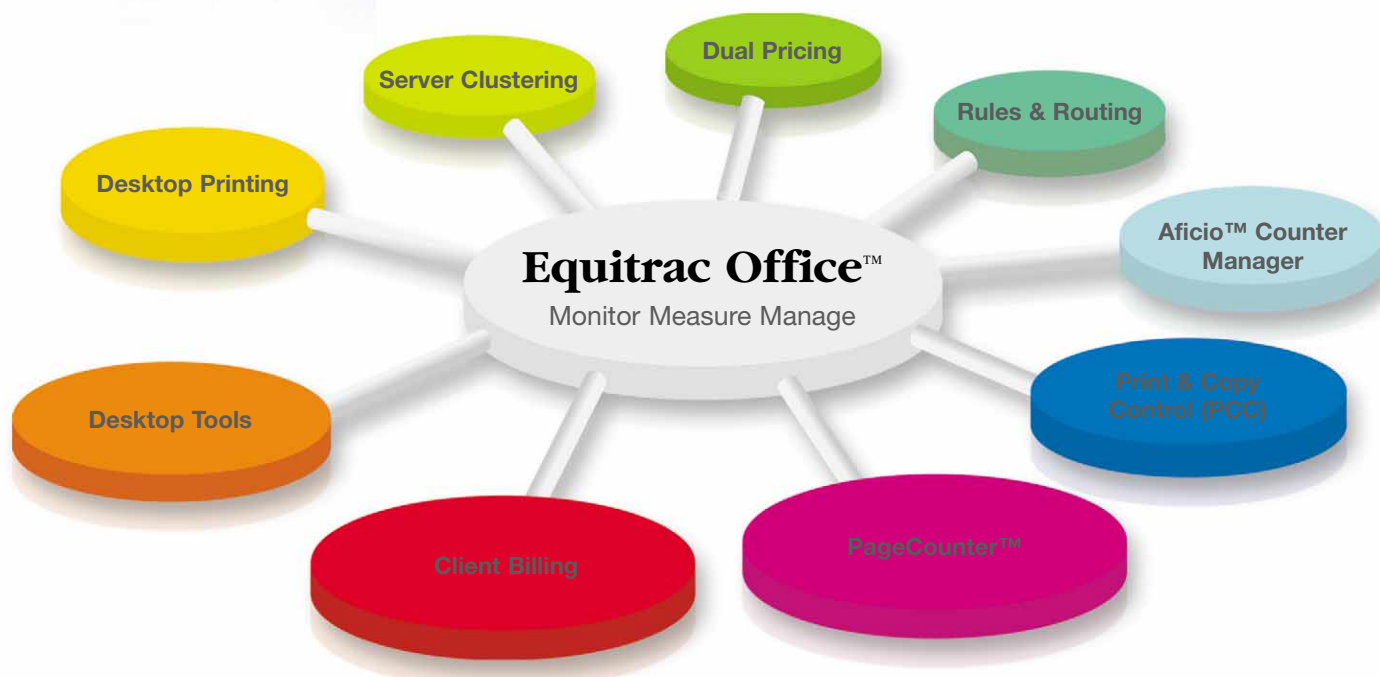 Dual Pricing
Server Clustering
Rules & Routing
Desktop Printing
Aficio™ Counter
Manager
Equitrac Office™
Monitor Measure Manage
Print & Copy
Control (PCC)
Desktop Tools
PageCounter™
Client Billing